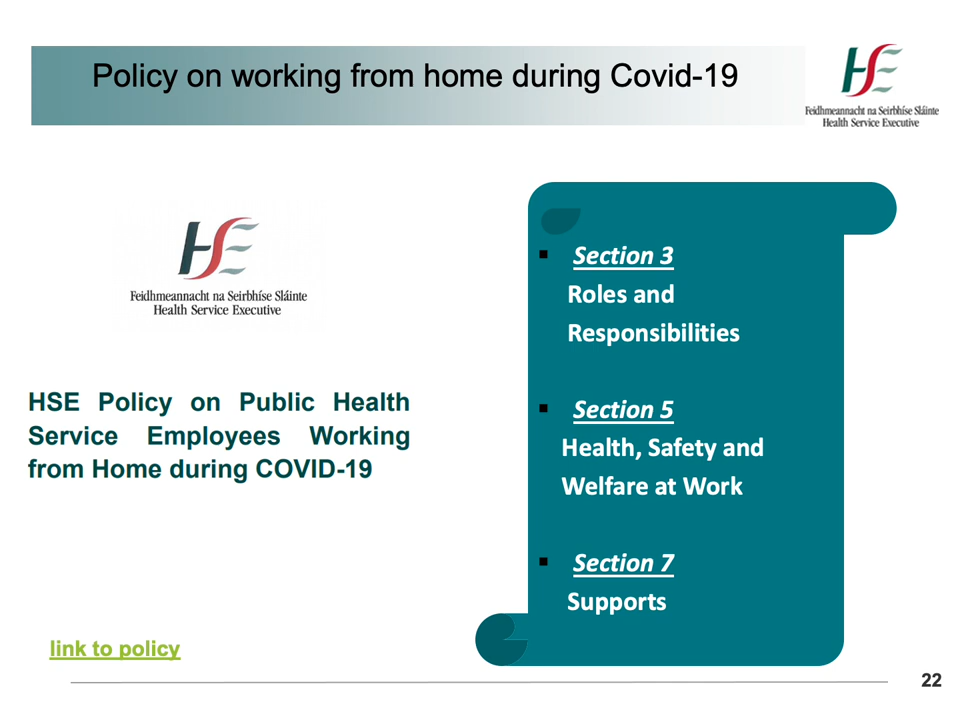 Policy on working from home during Covid-19
Feidhmeannacht na Seirbhíse Sláinte
Health Service Executive
Feidhmeannacht na Seirbhíse Sláinte
Health Service Executive
HSE Policy on Public Health
Service Employees Working
from Home during COVID-19
link to policy
Section 3
Roles and
Responsibilities
Section 5
Health, Safety and
Welfare at Work
Section 7
Supports
22